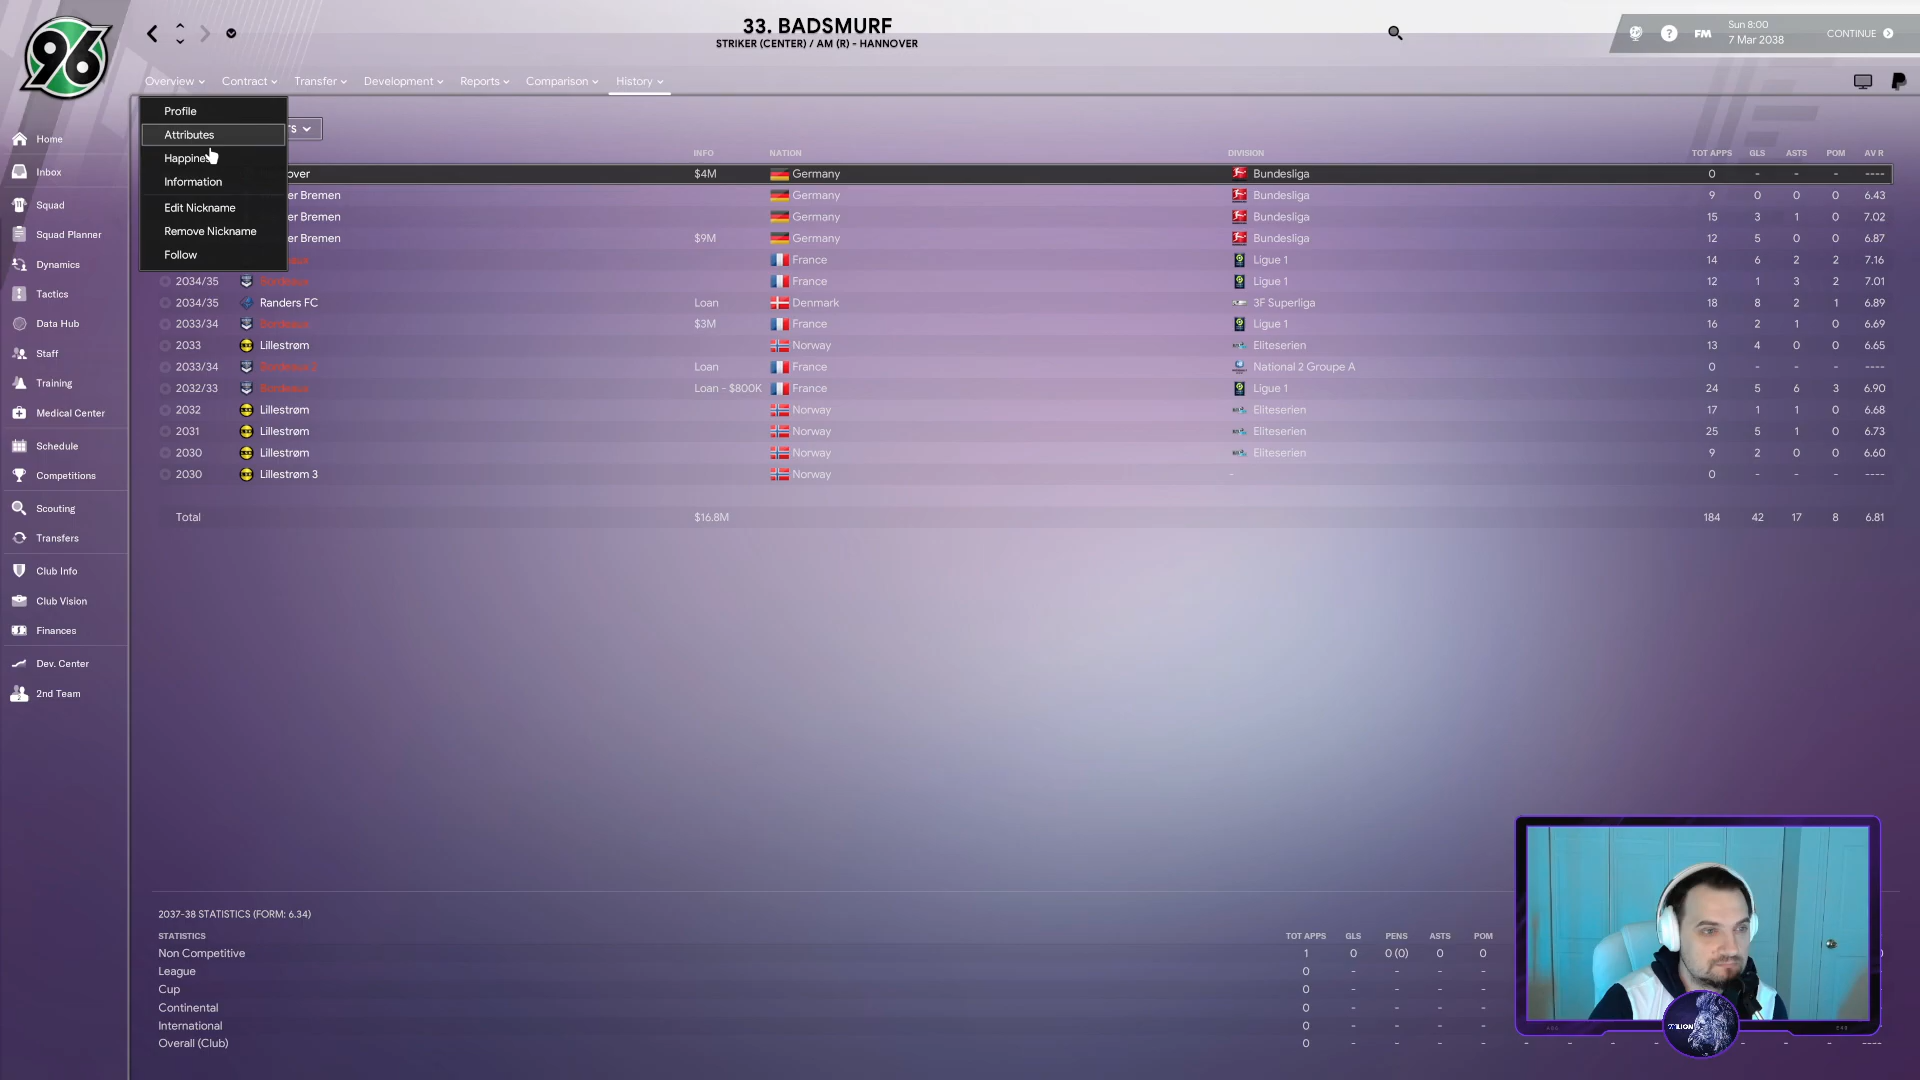 96
33. BADSMURF
STRIKER (CENTER) / AM (R) - HANNOVER
FM
Sun 8:00
7 Mar 2038
CONTINUE
Overview
Contract
Transfer
Development
Reports
Comparison
History
Profile
Attributes
Information
Edit Nickname
Remove Nickname
Follow
Home
Inbox
Squad
Squad Planner
Dynamics
Tactics
Data Hub
Staff
Training
Medical Center
Schedule
Competitions
Scouting
Transfers
Club Info
Club Vision
Finances
Dev. Center
2nd Team
INFO NATION DIVISION TOT APPS GLS ASTS POM AV R
over $4M Germany Bundesliga 0 - - - ----
er Bremen Germany Bundesliga 9 0 0 0 6.43
er Bremen Germany Bundesliga 15 3 1 0 7.02
er Bremen $9M Germany Bundesliga 12 5 0 0 6.87
France Ligue 1 14 6 2 2 7.16
2034/35 Bordeaux France Ligue 1 12 1 3 2 7.01
2034/35 Randers FC Loan Denmark 3F Superliga 18 8 2 1 6.89
2033/34 Bordeaux $3M France Ligue 1 16 2 1 0 6.69
2033 Lillestrøm Norway Eliteserien 13 4 0 0 6.65
2033/34 Bordeaux 2 Loan France National 2 Groupe A 0 - - - ----
2032/33 Bordeaux Loan - $800K France Ligue 1 24 5 6 3 6.90
2032 Lillestrøm Norway Eliteserien 17 1 1 0 6.68
2031 Lillestrøm Norway Eliteserien 25 5 1 0 6.73
2030 Lillestrøm Norway Eliteserien 9 2 0 0 6.60
2030 Lillestrøm 3 Norway - 0 - - - ----
Total $16.8M 184 42 17 8 6.81
2037-38 STATISTICS (FORM: 6.34)
STATISTICS TOT APPS GLS PENS ASTS POM
Non Competitive 1 0 0 (0) 0 0
League 0 - - - -
Cup 0 - - - -
Continental 0 - - - -
International 0 - - - -
Overall (Club) 0 - - - - - - - - - - - - ----